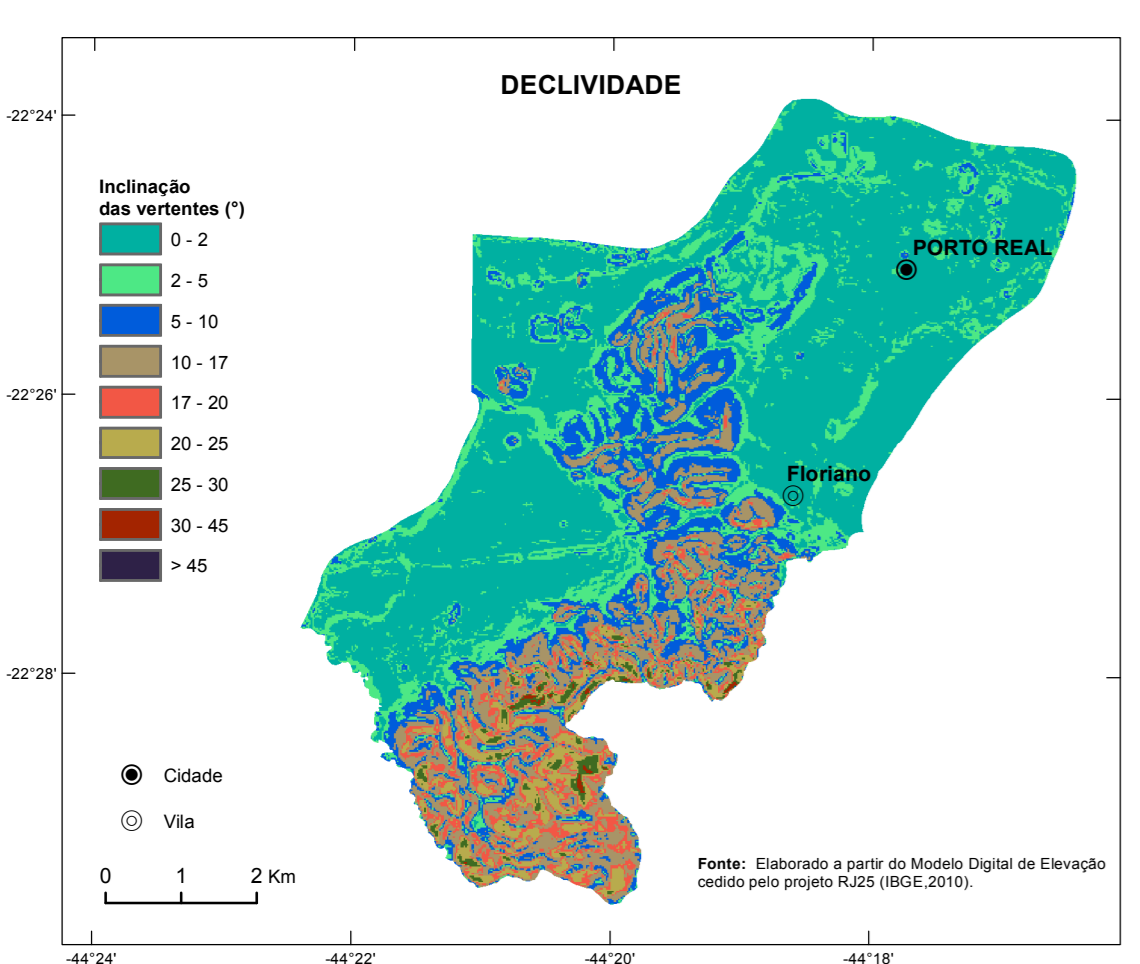 DECLIVIDADE
-22°24'
-22°26'
-22°28'
Inclinação
das vertentes (°)
0 - 2
2 - 5
5 - 10
10 - 17
17 - 20
20 - 25
25 - 30
30 - 45
> 45
PORTO REAL
Floriano
Cidade
Vila
0 1 2 Km
Fonte: Elaborado a partir do Modelo Digital de Elevação
cedido pelo projeto RJ25 (IBGE,2010).
-44°24' -44°22' -44°20' -44°18'